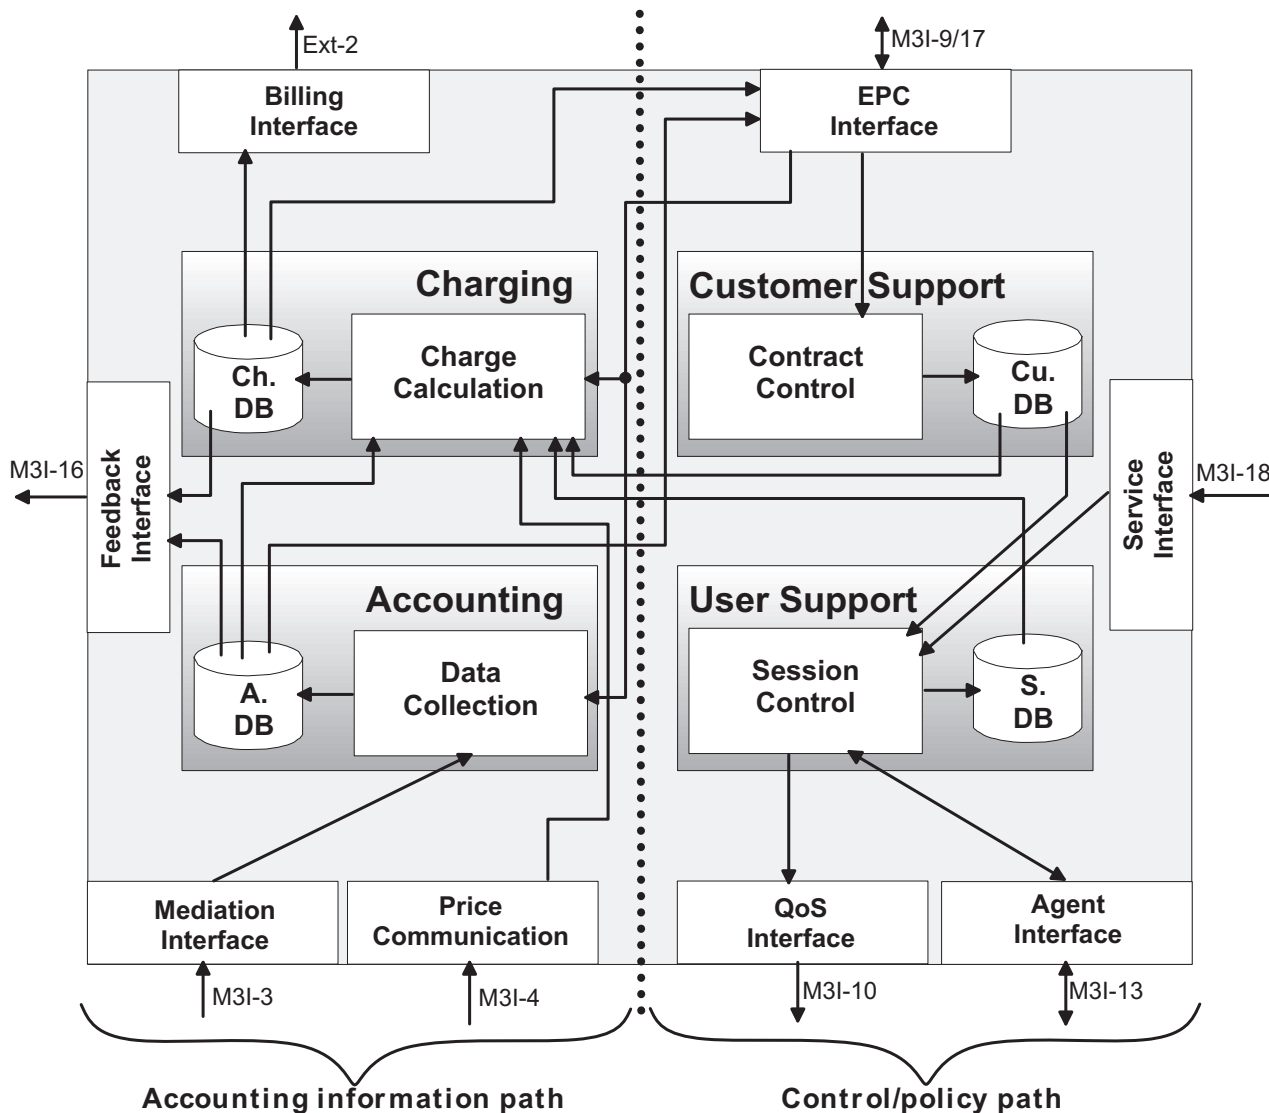 Ext-2
M3I-9/17
Billing
Interface
EPC
Interface
Charging
Customer Support
Charge
Calculation
Ch.
DB
Contract
Control
Cu.
DB
M3I-16
Feedback
Interface
Service
Interface
M3I-18
Accounting
User Support
Data
Collection
A.
DB
Session
Control
S.
DB
Mediation
Interface
Price
Communication
QoS
Interface
Agent
Interface
M3I-3
M3I-4
M3I-10
M3I-13
Accounting information path
Control/policy path